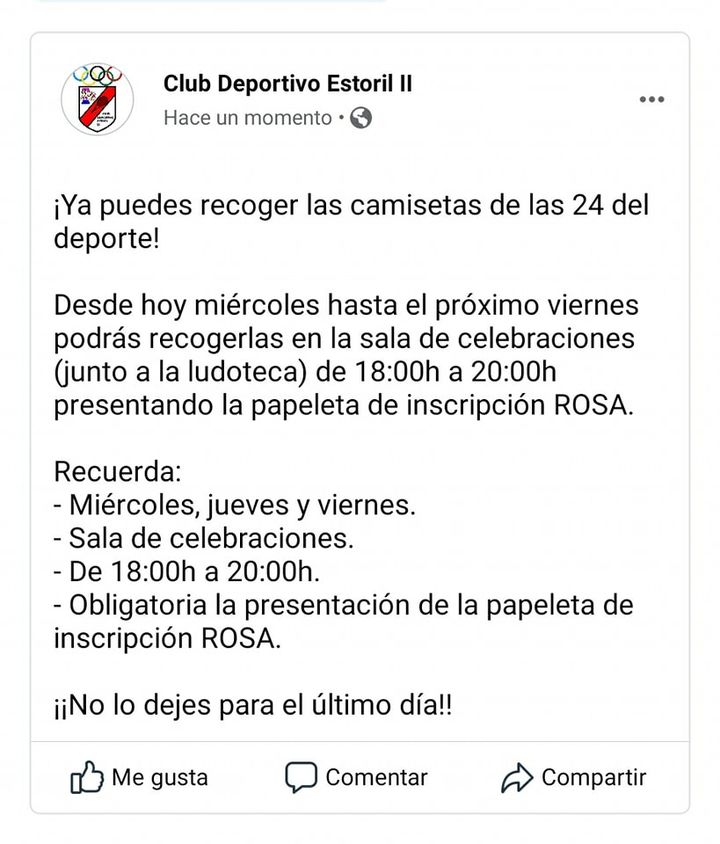 Club Deportivo Estoril II
Hace un momento •
¡Ya puedes recoger las camisetas de las 24 del
deporte!
Desde hoy miércoles hasta el próximo viernes
podrás recogerlas en la sala de celebraciones
(junto a la ludoteca) de 18:00h a 20:00h
presentando la papeleta de inscripción ROSA.
Recuerda:
- Miércoles, jueves y viernes.
- Sala de celebraciones.
- De 18:00h a 20:00h.
- Obligatoria la presentación de la papeleta de
inscripción ROSA.
¡¡No lo dejes para el último día!!
Me gusta
Comentar
Compartir